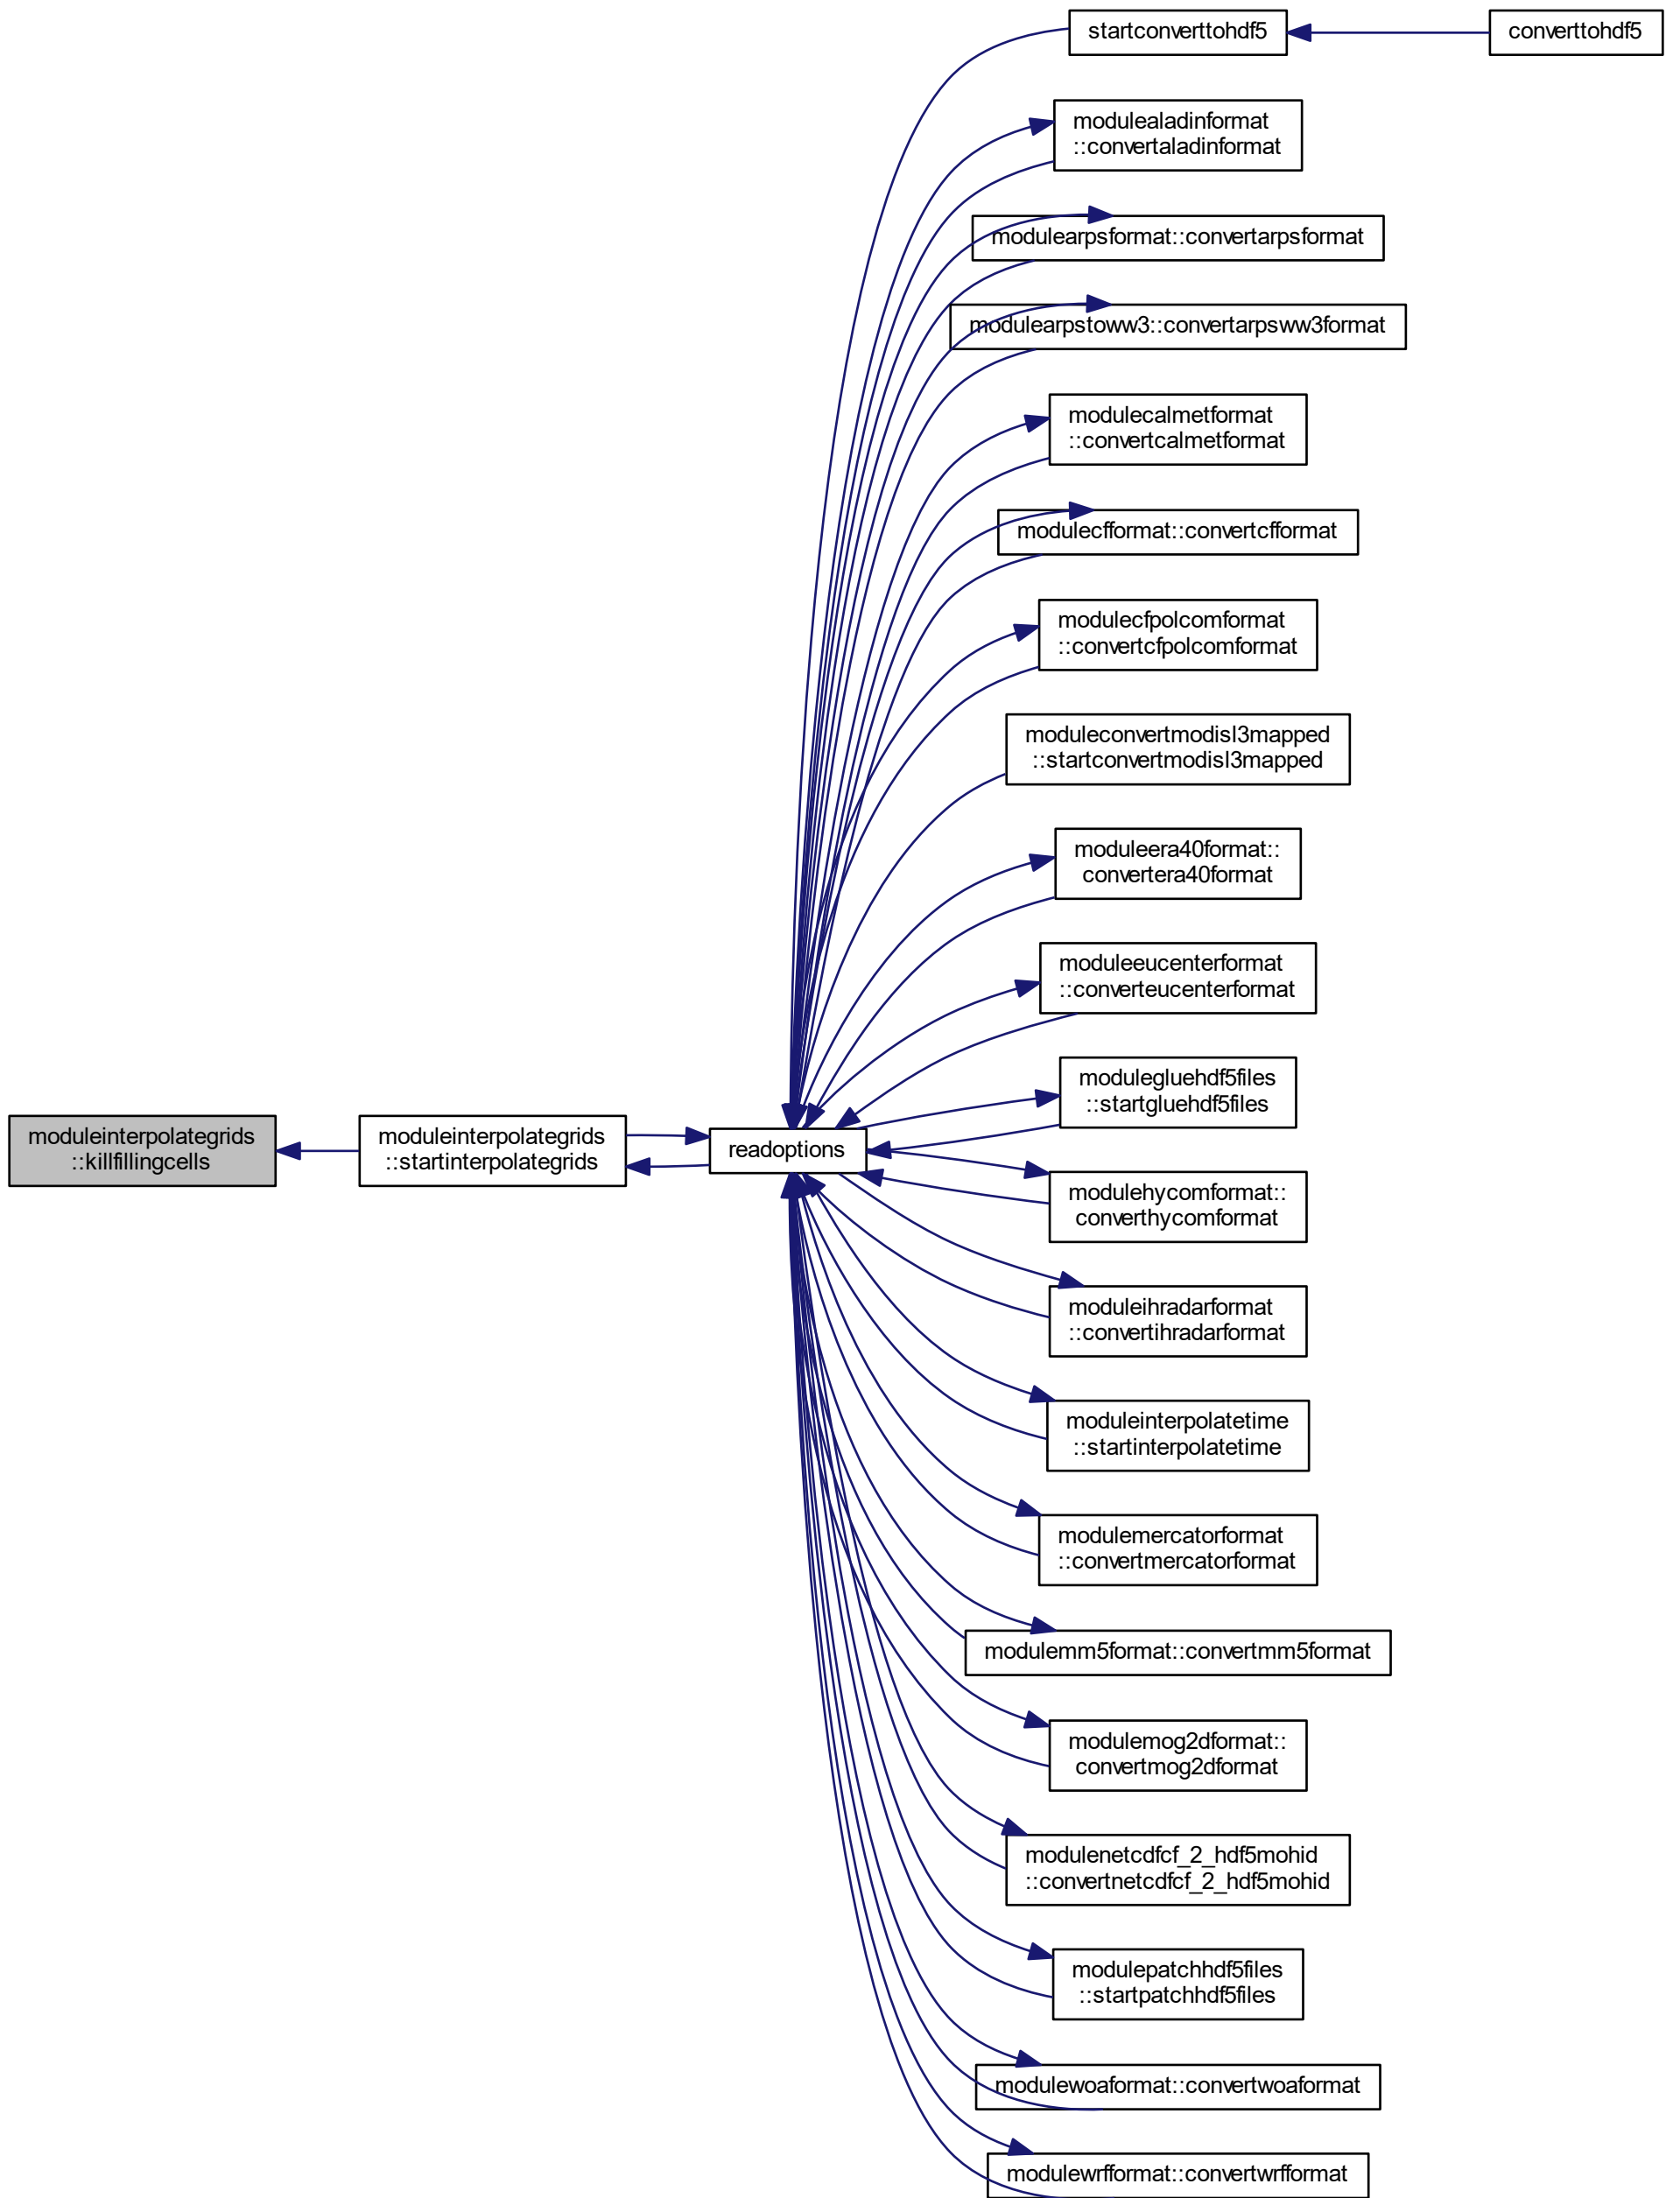 startconverttohdf5
converttohdf5
modulealadinformat
::convertaladinformat
modulearpsformat::convertarpsformat
modulearpstoww3::convertarpsww3format
modulecalmetformat
::convertcalmetformat
modulecfformat::convertcfformat
modulecfpolcomformat
::convertcfpolcomformat
moduleconvertmodisl3mapped
::startconvertmodisl3mapped
moduleera40format::
convertera40format
moduleeucenterformat
::converteucenterformat
modulegluehdf5files
::startgluehdf5files
moduleinterpolategrids
::killfillingcells
moduleinterpolategrids
::startinterpolategrids
readoptions
modulehycomformat::
converthycomformat
moduleihradarformat
::convertihradarformat
moduleinterpolatetime
::startinterpolatetime
modulemercatorformat
::convertmercatorformat
modulemm5format::convertmm5format
modulemog2dformat::
convertmog2dformat
modulenetcdfcf_2_hdf5mohid
::convertnetcdfcf_2_hdf5mohid
modulepatchhdf5files
::startpatchhdf5files
modulewoaformat::convertwoaformat
modulewrfformat::convertwrfformat